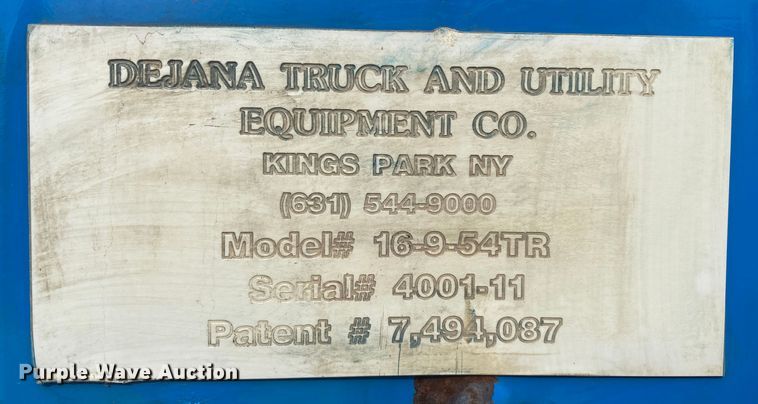 DEJANA TRUCK AND UTILITY
EQUIPMENT CO.
KINGS PARK NY
(631) 544-9000
Model# 16-9-54TR
Serial# 4001-11
Patent # 7,494,087
Purple Wave Auction